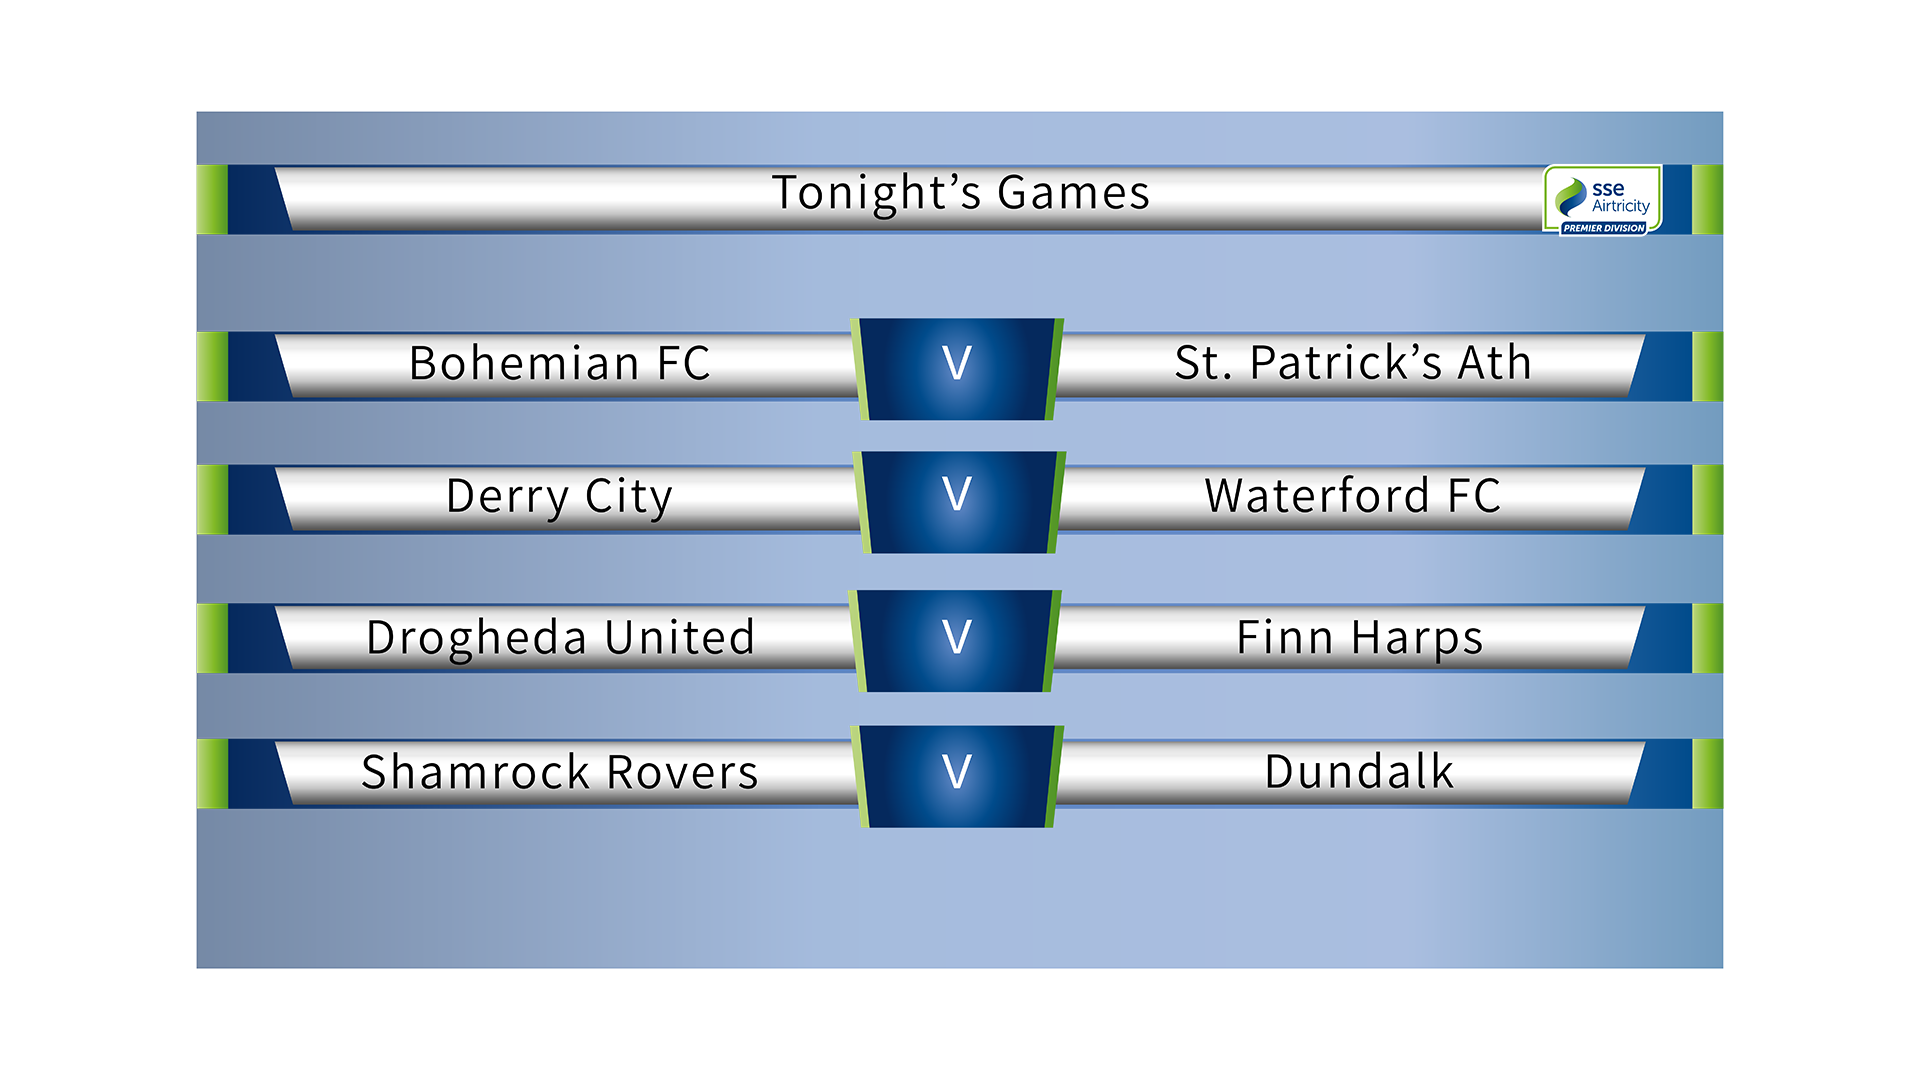 Tonight’s Games
sse
Airtricity
PREMIER DIVISION
Bohemian FC V St. Patrick’s Ath
Derry City V Waterford FC
Drogheda United V Finn Harps
Shamrock Rovers V Dundalk